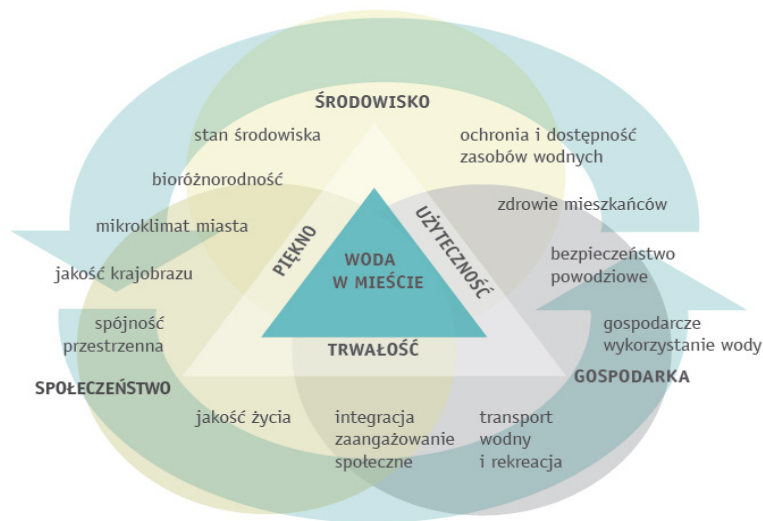 ŚRODOWISKO
stan środowiska
ochronia i dostępność
zasobów wodnych
bioróżnorodność
zdrowie mieszkańców
mikroklimat miasta
PIĘKNO
UŻYTECZNOŚĆ
WODA
W MIEŚCIE
bezpieczeństwo
powodziowe
jakość krajobrazu
spójność
przestrzenna
gospodarcze
wykorzystanie wody
TRWAŁOŚĆ
SPOŁECZEŃSTWO
GOSPODARKA
jakość życia
integracja
zaangażowanie
społeczne
transport
wodny
i rekreacja